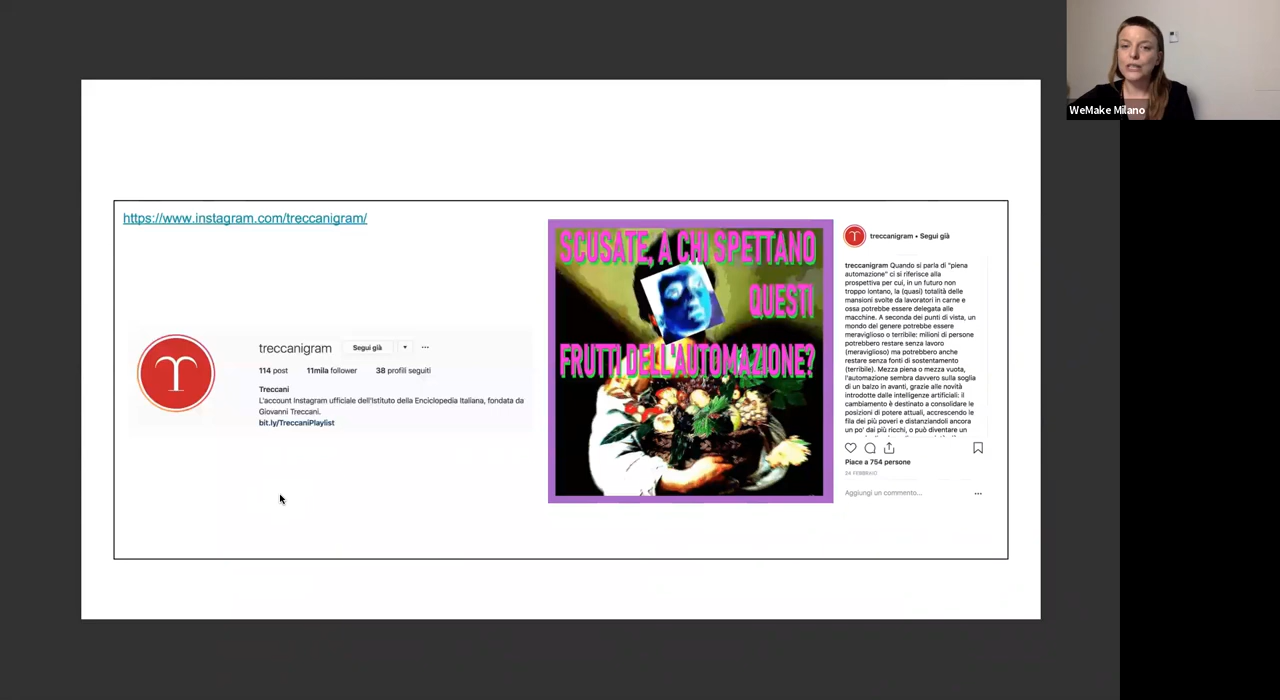 WeMake Milano
https://www.instagram.com/treccanigram/
treccanigram Segui già
114 post 11mila follower 38 profili seguiti
Treccani
L'account Instagram ufficiale dell'Istituto della Enciclopedia Italiana, fondata da
Giovanni Treccani.
bit.ly/TreccaniPlaylist
SCUSATE, A CHI SPETTANO
QUESTI
FRUTTI DELL'AUTOMAZIONE?
treccanigram • Segui già
treccanigram Quando si parla di "piena
automazione" ci si riferisce alla
prospettiva per cui, in un futuro non
troppo lontano, la (quasi) totalità delle
mansioni svolte da lavoratori in carne e
ossa potrebbe essere delegata alle
macchine. A seconda dei punti di vista, un
mondo del genere potrebbe essere
meraviglioso o terribile: milioni di persone
potrebbero restare senza lavoro
(meraviglioso) ma potrebbero anche
restare senza fonti di sostentamento
(terribile). Mezza piena o mezza vuota,
l'automazione sembra davvero sulla soglia
di un balzo in avanti, grazie alle novità
introdotte dalle intelligenze artificiali: il
cambiamento è destinato a consolidare le
posizioni di potere attuali, accrescendo le
fila dei più poveri e distanziandoli ancora
un po' dai più ricchi, o può diventare un
Piace a 754 persone
24 FEBBRAIO
Aggiungi un commento...